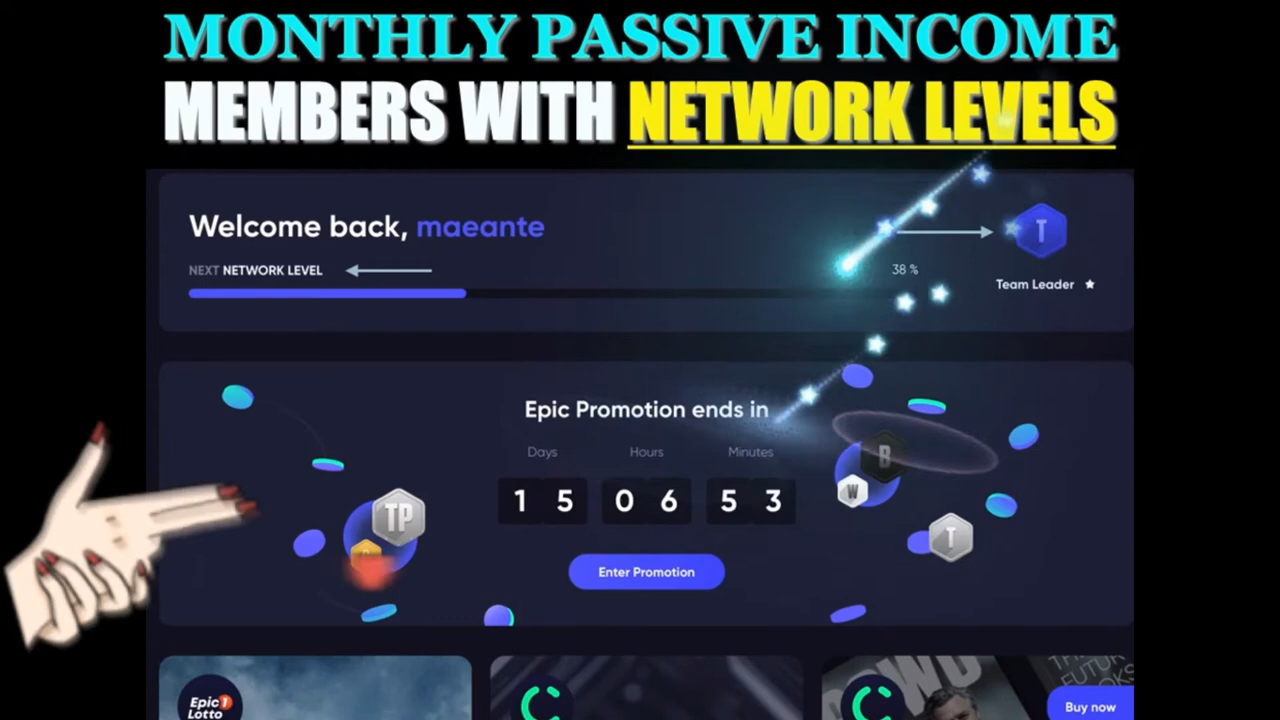 MONTHLY PASSIVE INCOME
MEMBERS WITH NETWORK LEVELS
Welcome back, maeante
NEXT NETWORK LEVEL
38 %
T
Team Leader
Epic Promotion ends in
Days Hours Minutes
1 5 0 6 5 3
TP
B
W
T
Enter Promotion
Epic1
Lotto
Buy now